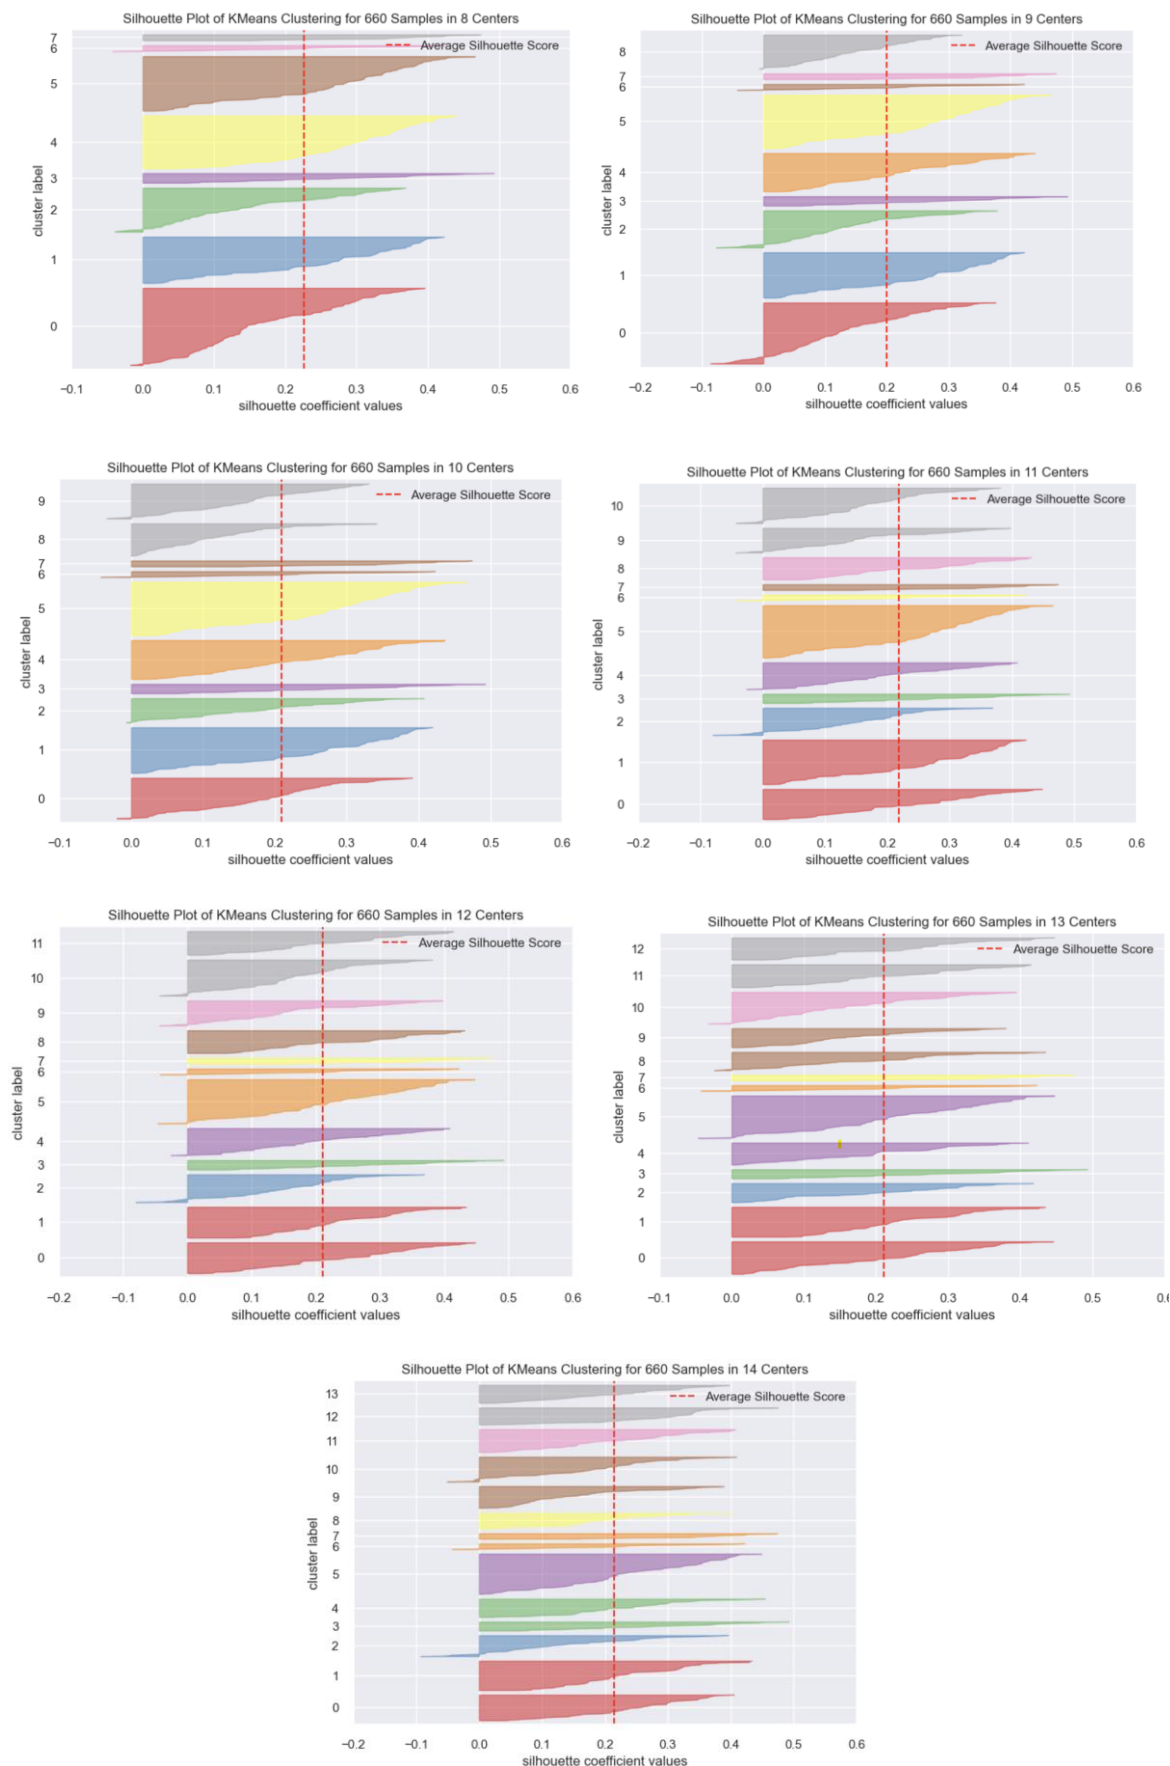 Silhouette Plot of KMeans Clustering for 660 Samples in 8 Centers
Average Silhouette Score
7
6
5
4
3
2
1
0
cluster label
−0.1 0.0 0.1 0.2 0.3 0.4 0.5 0.6
silhouette coefficient values
Silhouette Plot of KMeans Clustering for 660 Samples in 9 Centers
Average Silhouette Score
8
7
6
5
4
3
2
1
0
cluster label
−0.2 −0.1 0.0 0.1 0.2 0.3 0.4 0.5 0.6
silhouette coefficient values
Silhouette Plot of KMeans Clustering for 660 Samples in 10 Centers
Average Silhouette Score
9
8
7
6
5
4
3
2
1
0
cluster label
−0.1 0.0 0.1 0.2 0.3 0.4 0.5 0.6
silhouette coefficient values
Silhouette Plot of KMeans Clustering for 660 Samples in 11 Centers
Average Silhouette Score
10
9
8
7
6
5
4
3
2
1
0
cluster label
−0.2 −0.1 0.0 0.1 0.2 0.3 0.4 0.5 0.6
silhouette coefficient values
Silhouette Plot of KMeans Clustering for 660 Samples in 12 Centers
Average Silhouette Score
11
10
9
8
7
6
5
4
3
2
1
0
cluster label
−0.2 −0.1 0.0 0.1 0.2 0.3 0.4 0.5 0.6
silhouette coefficient values
Silhouette Plot of KMeans Clustering for 660 Samples in 13 Centers
Average Silhouette Score
12
11
10
9
8
7
6
5
4
3
2
1
0
cluster label
−0.1 0.0 0.1 0.2 0.3 0.4 0.5 0.6
silhouette coefficient values
Silhouette Plot of KMeans Clustering for 660 Samples in 14 Centers
Average Silhouette Score
13
12
11
10
9
8
7
6
5
4
3
2
1
0
cluster label
−0.2 −0.1 0.0 0.1 0.2 0.3 0.4 0.5 0.6
silhouette coefficient values